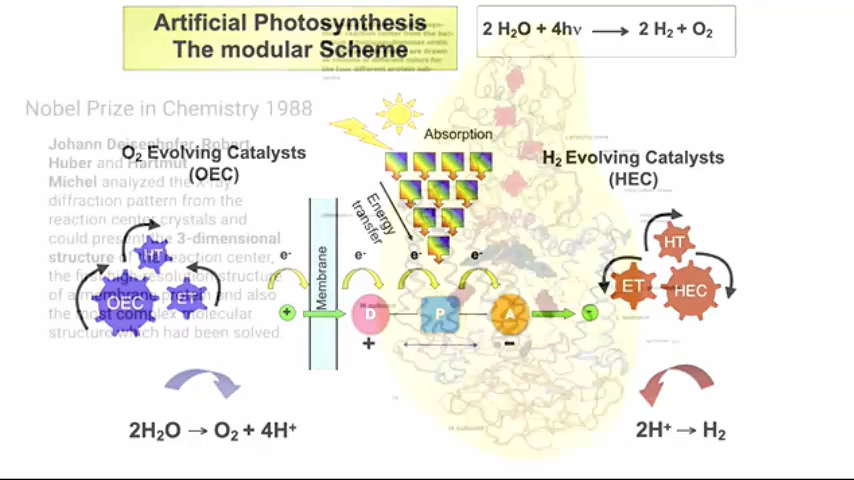 Artificial Photosynthesis
The modular Scheme
2 H₂O + 4hν → 2 H₂ + O₂
Nobel Prize in Chemistry 1988
Johann Deisenhofer, Robert
Huber and Hartmut
Michel analyzed the X-ray
diffraction pattern from the
reaction center crystals and
could present the 3-dimensional
structure of the reaction center,
the first high resolution structure
of a membrane protein and also
the most complex molecular
structure which had been solved.
O₂ Evolving Catalysts
(OEC)
Absorption
H₂ Evolving Catalysts
(HEC)
Energy
transfer
HT
OEC
ET
e⁻
+
Membrane
e⁻
e⁻
e⁻
D
P
A
+
−
-
e⁻
HT
ET
HEC
2H₂O → O₂ + 4H⁺
2H⁺ → H₂